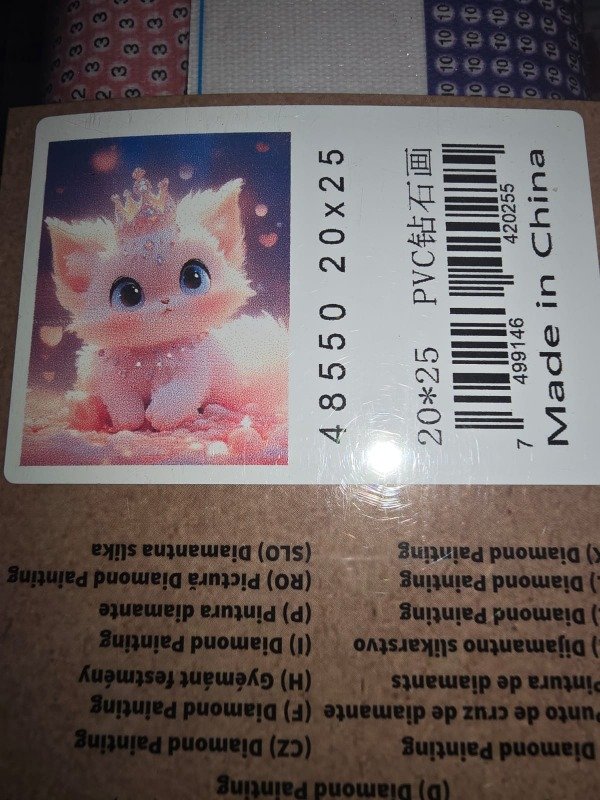 48550 20x25
20*25 PVC钻石画
7 499146 420255
Made in China
(D) Diamond Painting
Diamond Painting
Punto de cruz de diamante
Pintura de diamants
) Dijamantno slikarstvo
) Diamond Painting
) Diamond Painting
) Diamond Painting
(CZ) Diamond Painting
(F) Diamond Painting
(H) Gyémánt festmény
(I) Diamond Painting
(P) Pintura diamante
(RO) Pictură Diamond Painting
(SLO) Diamantna slika